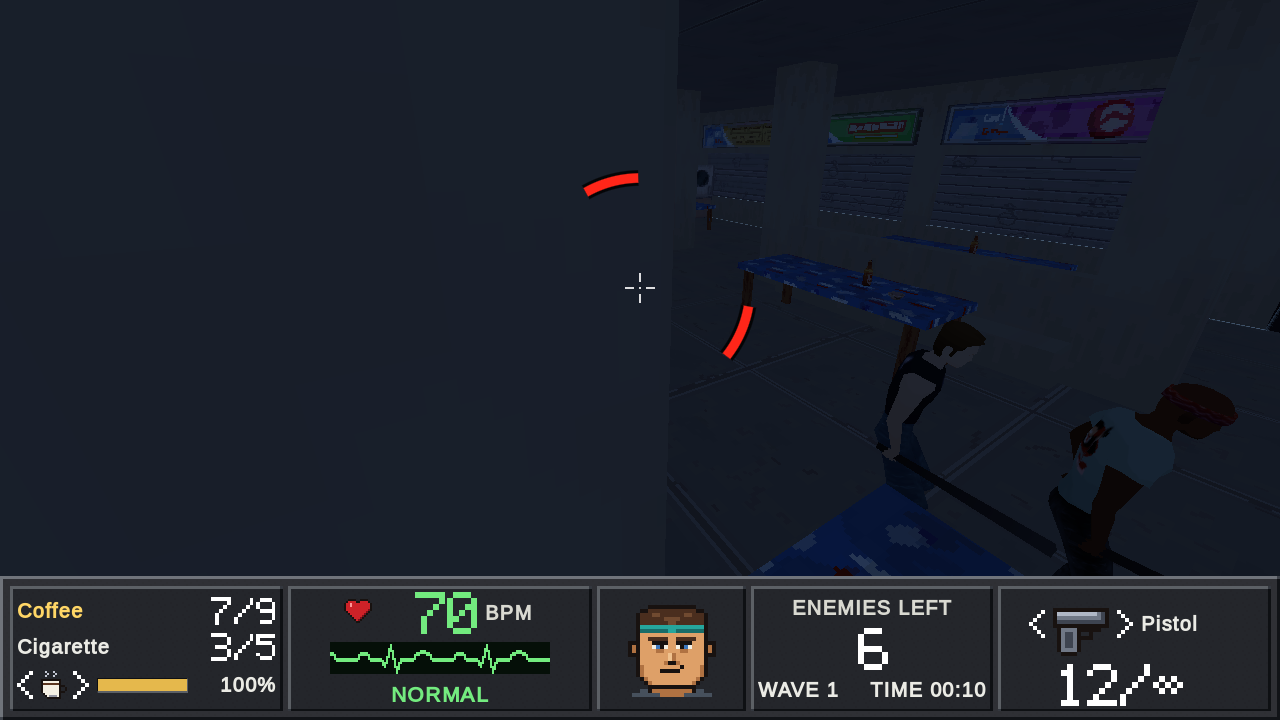 Coffee 7/9
Cigarette 3/5
100%
70 BPM
NORMAL
ENEMIES LEFT
6
WAVE 1 TIME 00:10
Pistol
12/∞